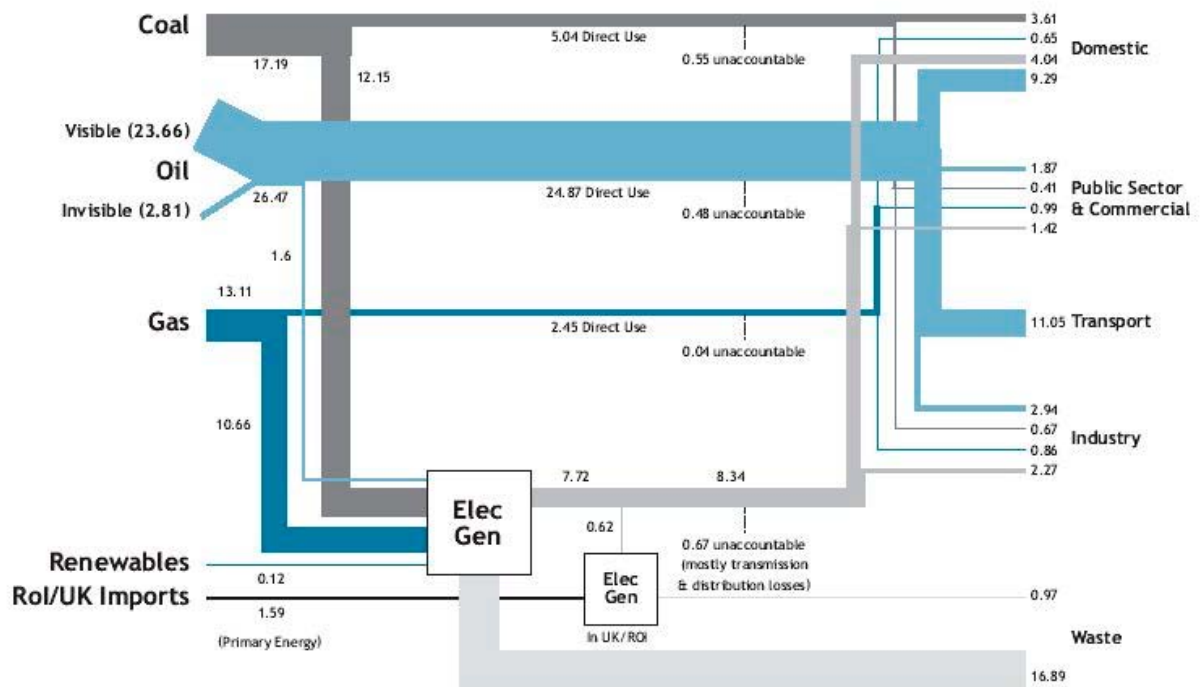 Coal
17.19
12.15
5.04 Direct Use
0.55 unaccountable
3.61
0.65
Domestic
4.04
9.29
Visible (23.66)
Oil
Invisible (2.81)
26.47
24.87 Direct Use
0.48 unaccountable
1.6
1.87
0.41
Public Sector
& Commercial
0.99
1.42
13.11
Gas
2.45 Direct Use
0.04 unaccountable
10.66
11.05
Transport
2.94
0.67
Industry
0.86
2.27
Elec
Gen
7.72
8.34
0.62
0.67 unaccountable
(mostly transmission
& distribution losses)
Renewables
0.12
RoI/UK Imports
1.59
(Primary Energy)
Elec
Gen
In UK/ROI
0.97
Waste
16.89